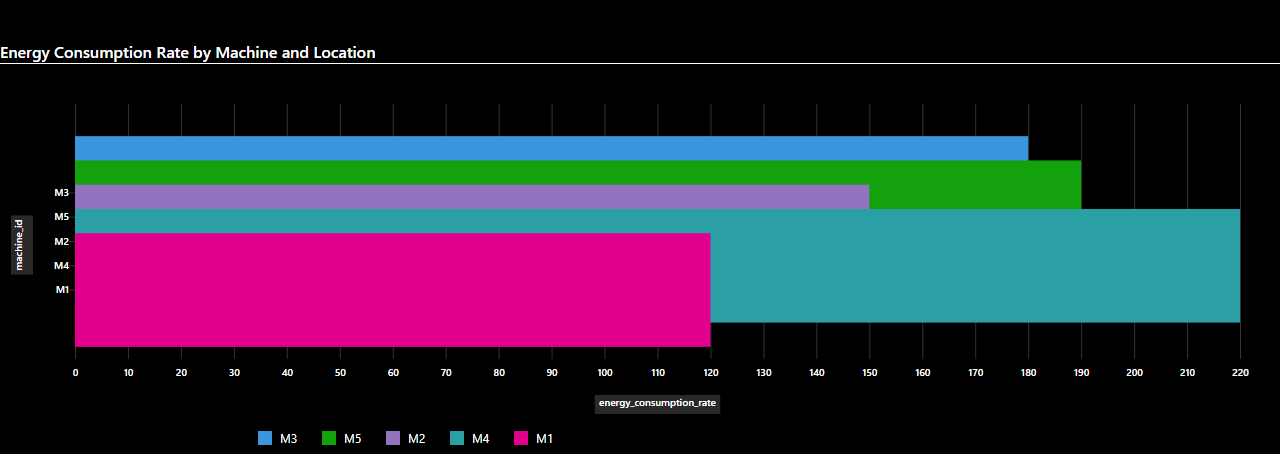 Energy Consumption Rate by Machine and Location
M3
M5
M2
M4
M1
machine_id
0 10 20 30 40 50 60 70 80 90 100 110 120 130 140 150 160 170 180 190 200 210 220
energy_consumption_rate
M3 M5 M2 M4 M1